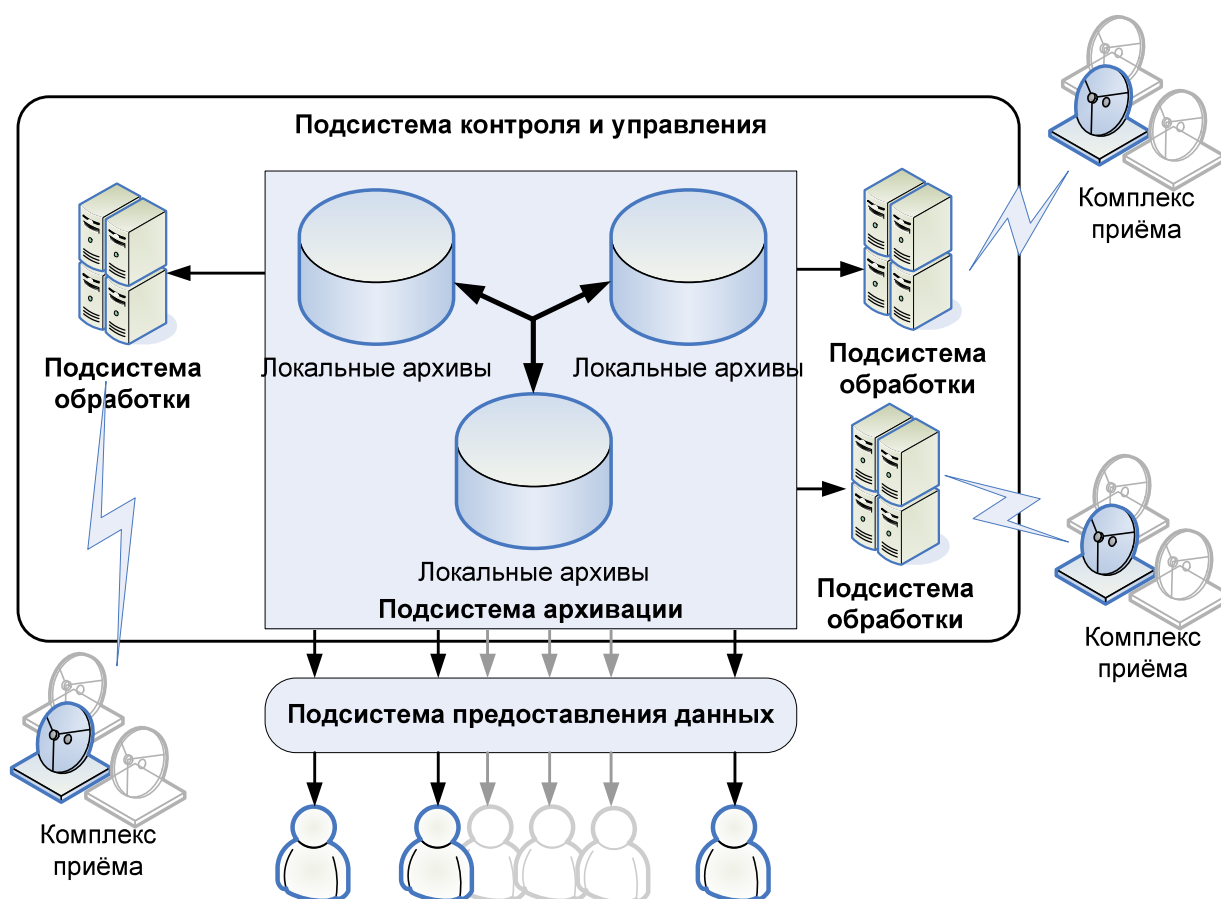 Подсистема контроля и управления
Комплекс
приёма
Локальные архивы
Локальные архивы
Подсистема
обработки
Подсистема
обработки
Локальные архивы
Подсистема архивации
Подсистема
обработки
Комплекс
приёма
Подсистема предоставления данных
Комплекс
приёма